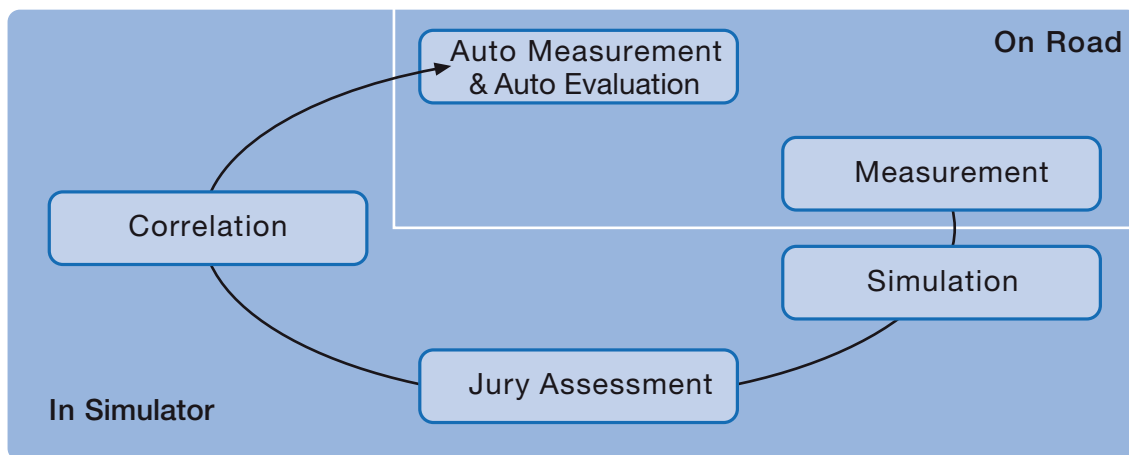 On Road
Auto Measurement
& Auto Evaluation
Measurement
Correlation
Simulation
Jury Assessment
In Simulator